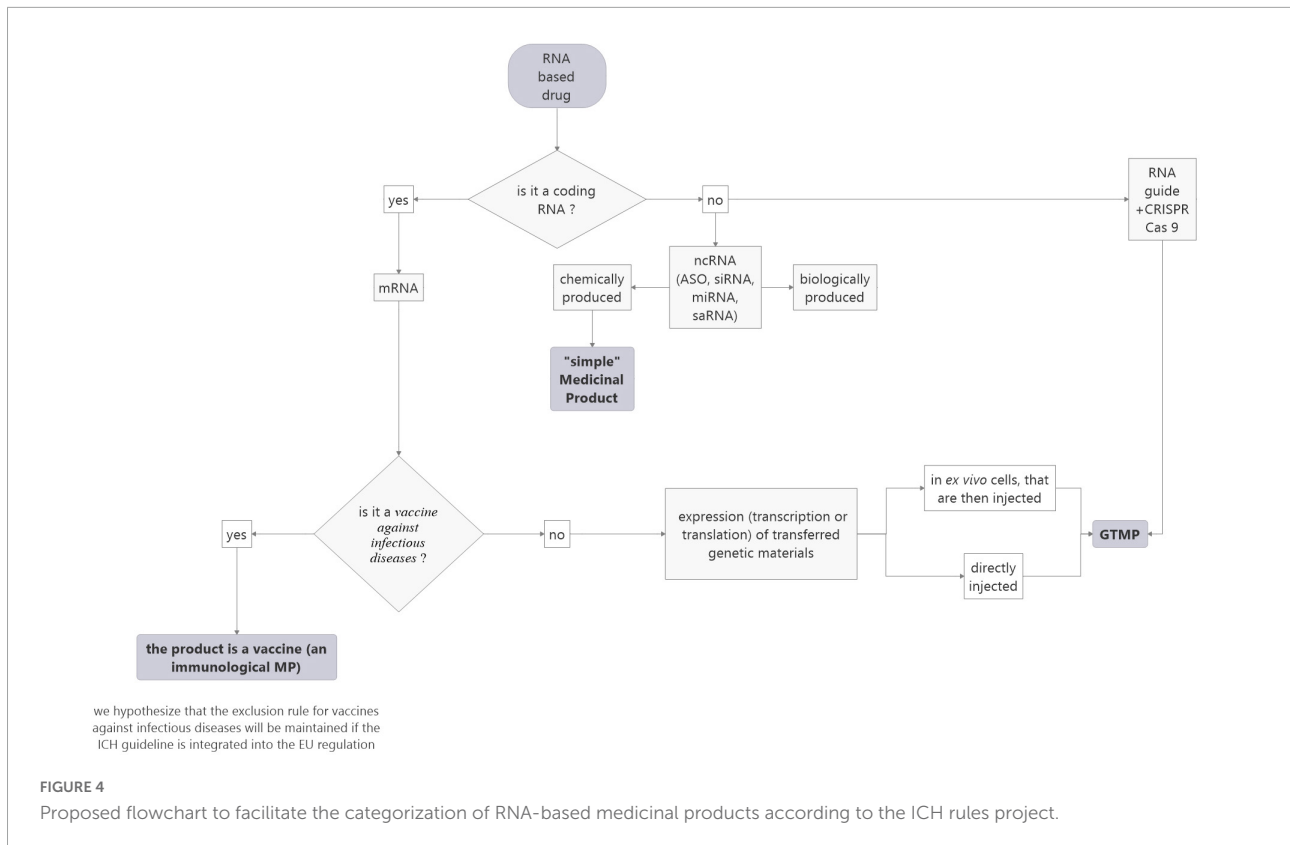 RNA
based
drug
is it a coding
RNA ?
yes
no
RNA
guide
+CRISPR
Cas 9
mRNA
chemically
produced
ncRNA
(ASO, siRNA,
miRNA,
saRNA)
biologically
produced
"simple"
Medicinal
Product
is it a vaccine
against
infectious
diseases ?
yes
no
expression (transcription or
translation) of transferred
genetic materials
in ex vivo cells, that
are then injected
directly
injected
GTMP
the product is a vaccine (an
immunological MP)
we hypothesize that the exclusion rule for vaccines
against infectious diseases will be maintained if the
ICH guideline is integrated into the EU regulation
FIGURE 4
Proposed flowchart to facilitate the categorization of RNA-based medicinal products according to the ICH rules project.